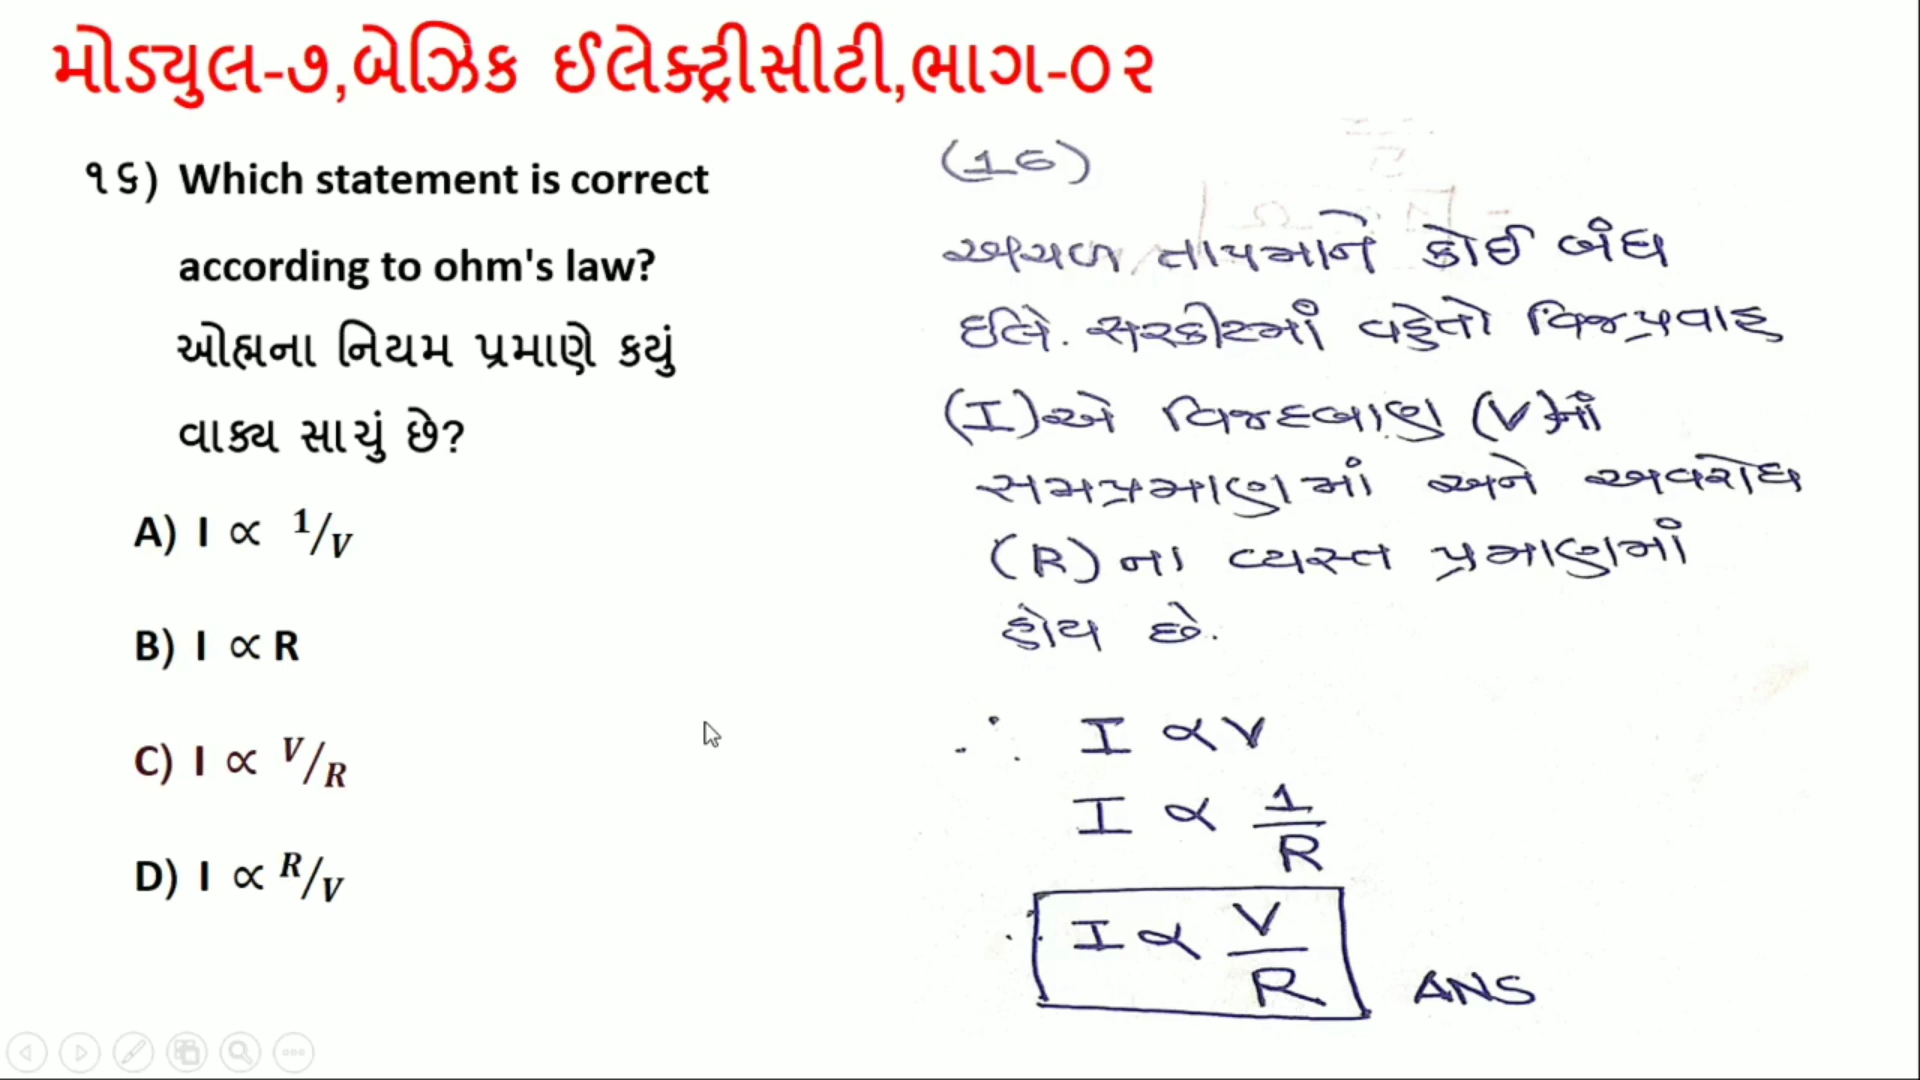 મોડ્યુલ-૭,બેઝિક ઈલેક્ટ્રીસીટી,ભાગ-૦૨
૧૬) Which statement is correct
according to ohm's law?
ઓહ્મના નિયમ પ્રમાણે કયું
વાક્ય સાચું છે?
A) I ∝ 1/V
B) I ∝ R
C) I ∝ V/R
D) I ∝ R/V
(16)
અચળ તાપમાને કોઈ બંધ
ઈલે. સરકીટમાં વહેતો વિજપ્રવાહ
(I)એ વિજદબાણ (V)નાં
સમપ્રમાણમાં અને અવરોધ
(R) ના વ્યસ્ત પ્રમાણમાં
હોય છે.
∴ I ∝ V
I ∝ 1/R
∴ I ∝ V/R ANS